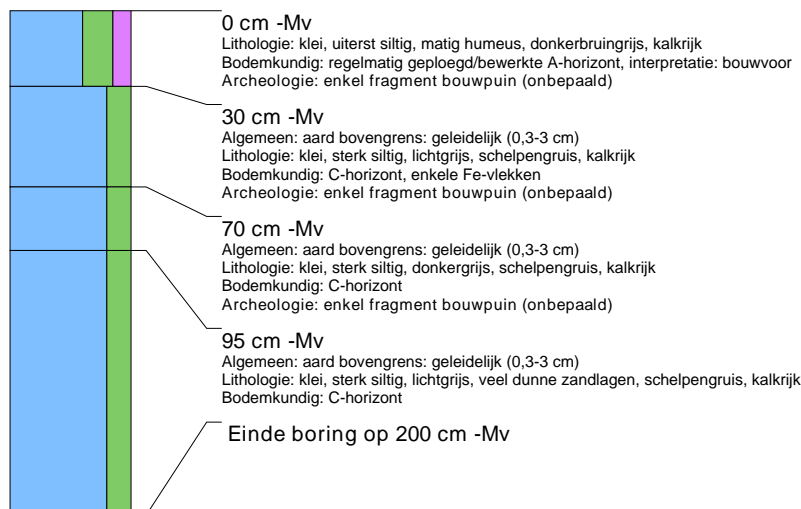 0 cm -Mv
Lithologie: klei, uiterst siltig, matig humeus, donkerbruingrijs, kalkrijk
Bodemkundig: regelmatig geploegd/bewerkte A-horizont, interpretatie: bouwvoor
Archeologie: enkel fragment bouwpuin (onbepaald)
30 cm -Mv
Algemeen: aard bovengrens: geleidelijk (0,3-3 cm)
Lithologie: klei, sterk siltig, lichtgrijs, schelpengruis, kalkrijk
Bodemkundig: C-horizont, enkele Fe-vlekken
Archeologie: enkel fragment bouwpuin (onbepaald)
70 cm -Mv
Algemeen: aard bovengrens: geleidelijk (0,3-3 cm)
Lithologie: klei, sterk siltig, donkergrijs, schelpengruis, kalkrijk
Bodemkundig: C-horizont
Archeologie: enkel fragment bouwpuin (onbepaald)
95 cm -Mv
Algemeen: aard bovengrens: geleidelijk (0,3-3 cm)
Lithologie: klei, sterk siltig, lichtgrijs, veel dunne zandlagen, schelpengruis, kalkrijk
Bodemkundig: C-horizont
Einde boring op 200 cm -Mv